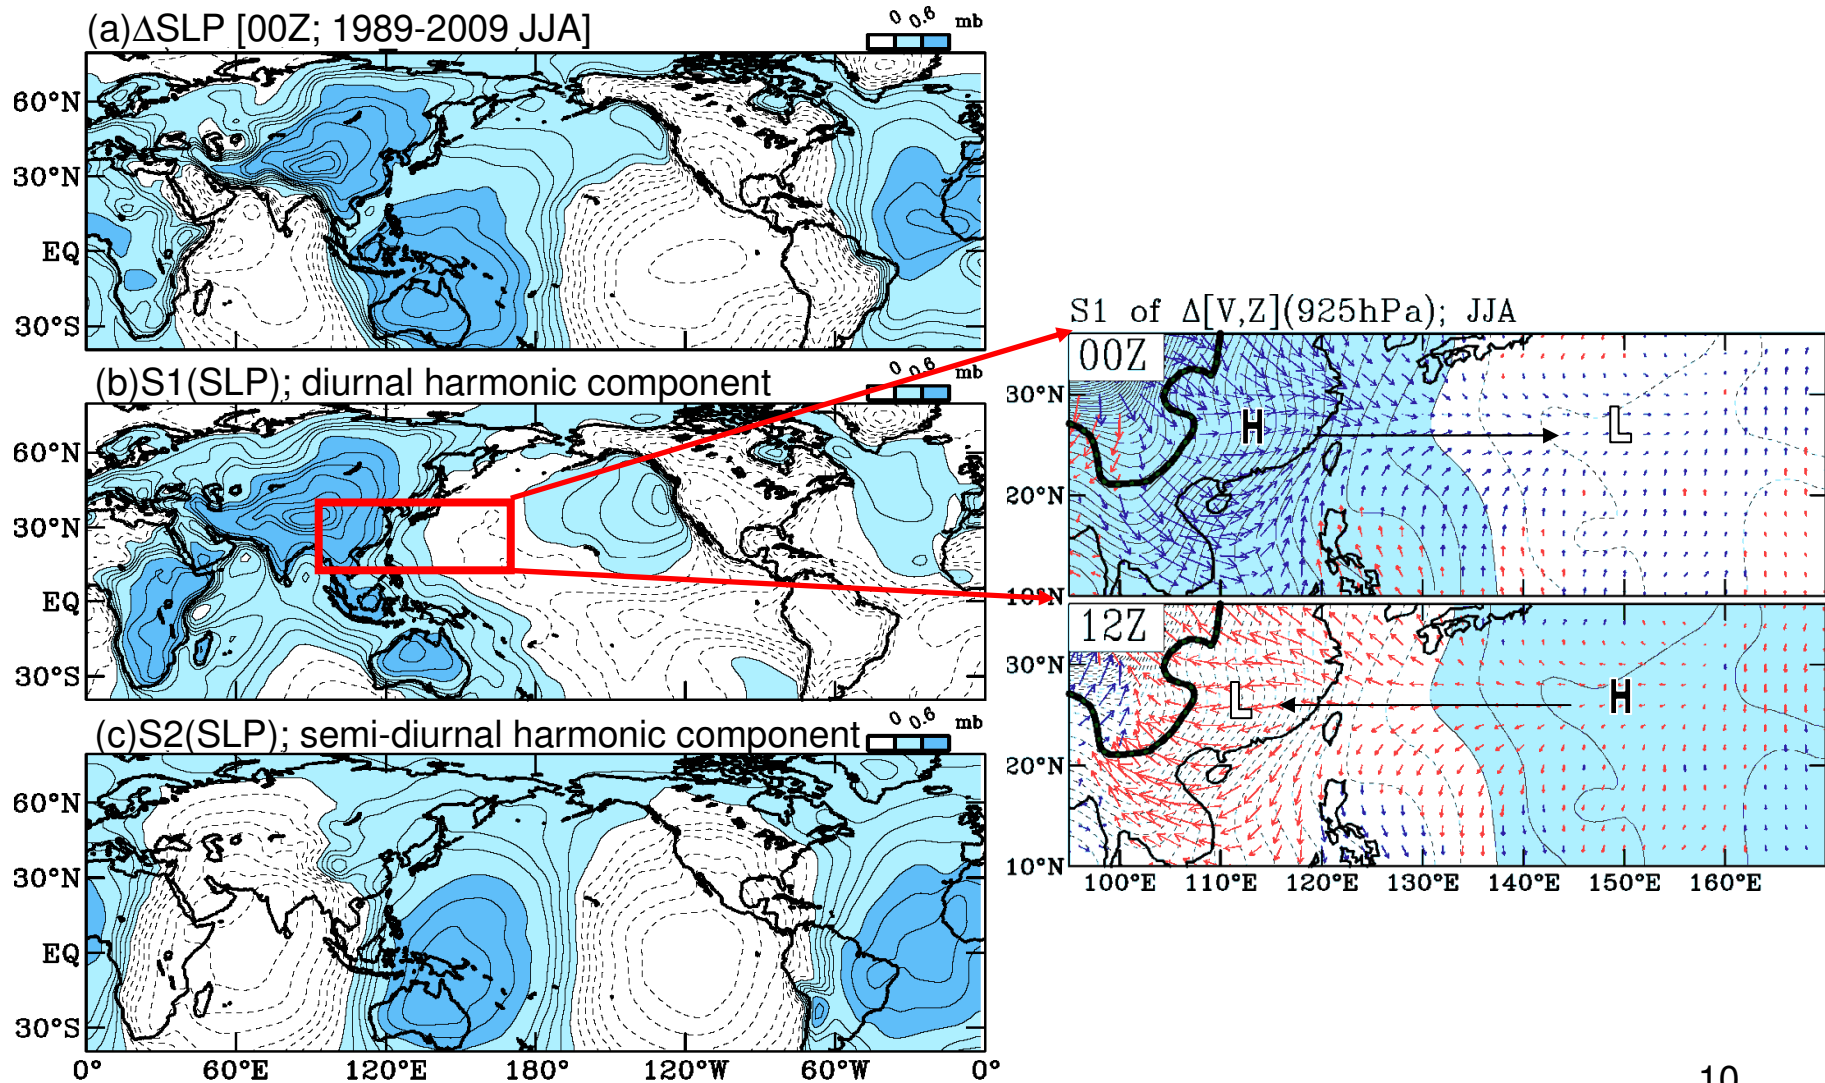 (a)ΔSLP [00Z; 1989-2009 JJA]
0 0.6 mb
60°N
30°N
EQ
30°S
(b)S1(SLP); diurnal harmonic component
0 0.6 mb
60°N
30°N
EQ
30°S
(c)S2(SLP); semi-diurnal harmonic component
0 0.6 mb
60°N
30°N
EQ
30°S
0° 60°E 120°E 180° 120°W 60°W 0°
S1 of Δ[V,Z](925hPa); JJA
00Z
30°N
H L
20°N
10°N
12Z
30°N
L H
20°N
10°N
100°E 110°E 120°E 130°E 140°E 150°E 160°E
10